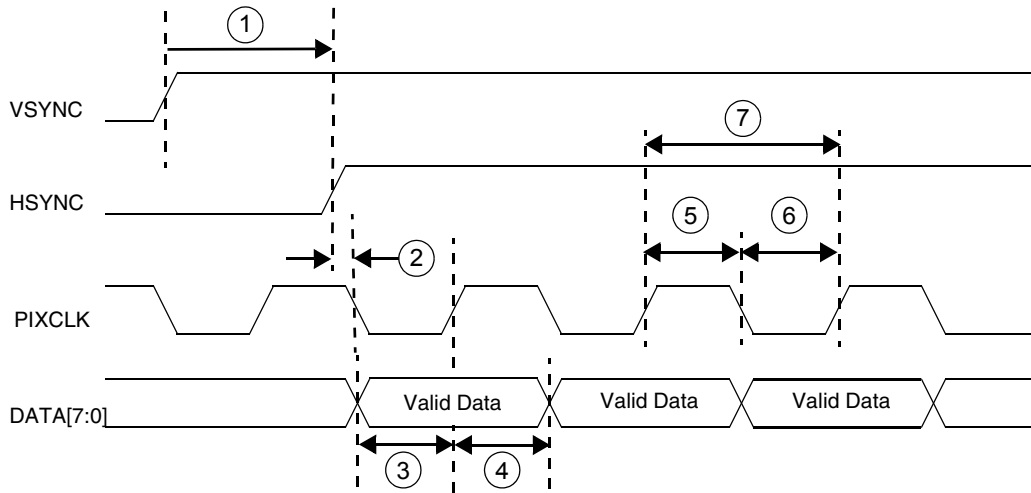 1
VSYNC
7
HSYNC
5
6
2
PIXCLK
DATA[7:0]
Valid Data
Valid Data
Valid Data
3
4